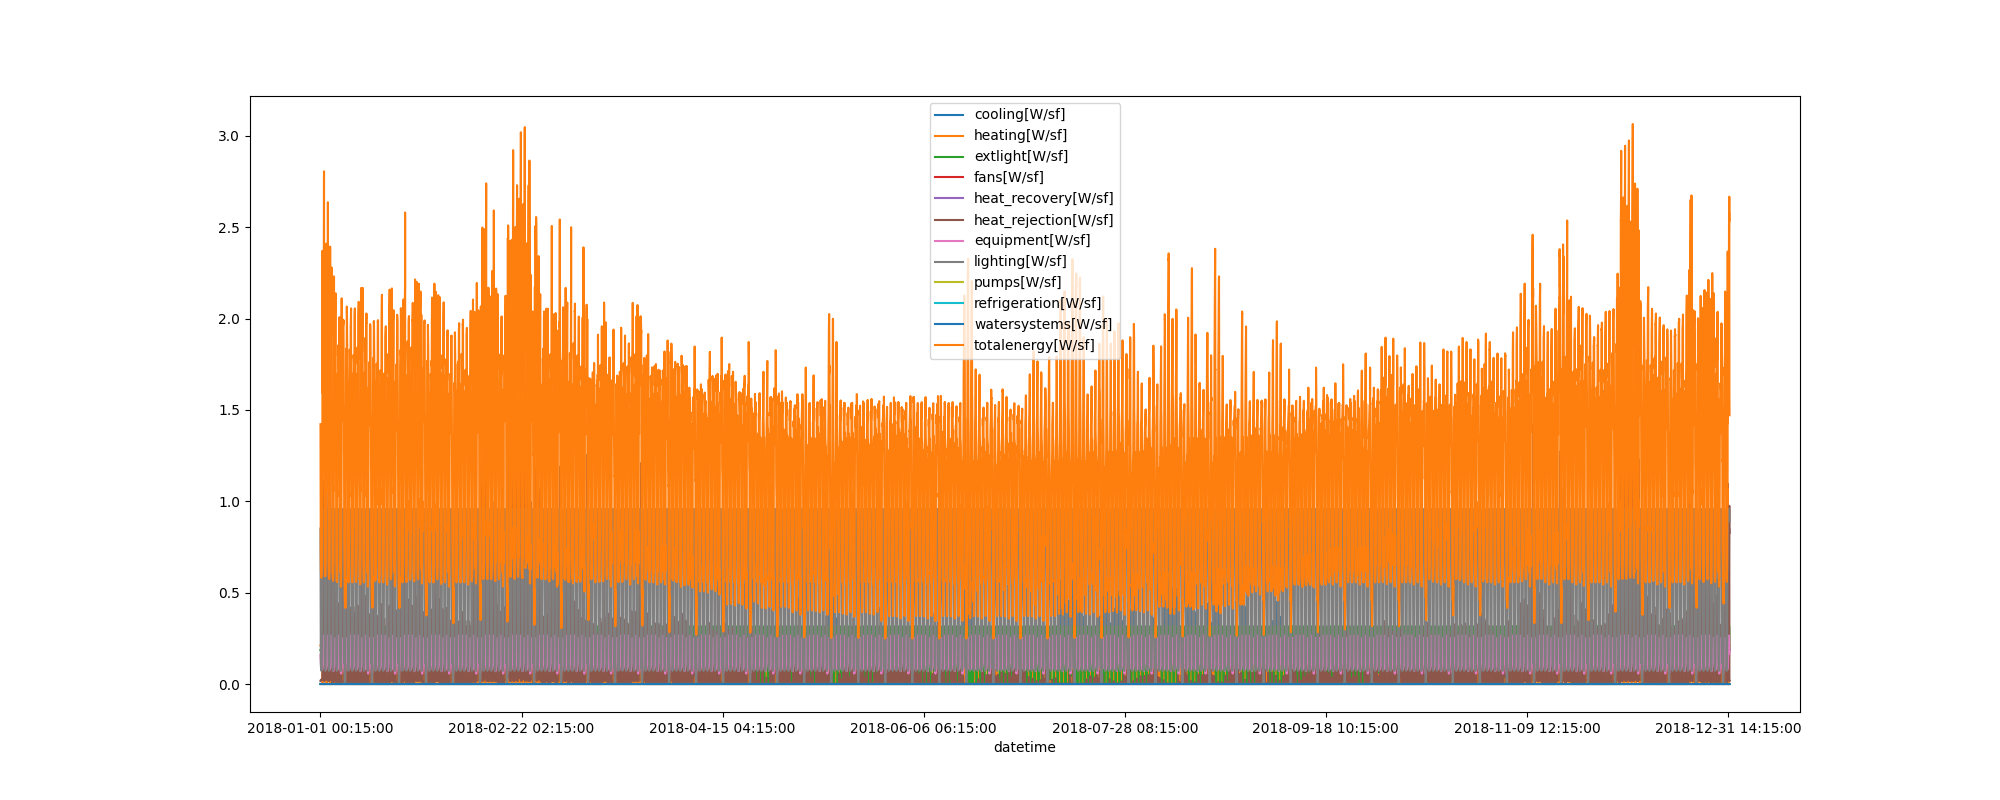 cooling[W/sf]
heating[W/sf]
extlight[W/sf]
fans[W/sf]
heat_recovery[W/sf]
heat_rejection[W/sf]
equipment[W/sf]
lighting[W/sf]
pumps[W/sf]
refrigeration[W/sf]
watersystems[W/sf]
totalenergy[W/sf]
3.0
2.5
2.0
1.5
1.0
0.5
0.0
2018-01-01 00:15:00 2018-02-22 02:15:00 2018-04-15 04:15:00 2018-06-06 06:15:00 2018-07-28 08:15:00 2018-09-18 10:15:00 2018-11-09 12:15:00 2018-12-31 14:15:00
datetime